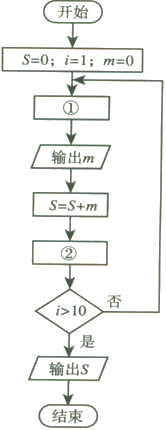 开始
S=0；i=1；m=0
①
输出m
S=S+m
②
i>10
否
是
输出S
结束